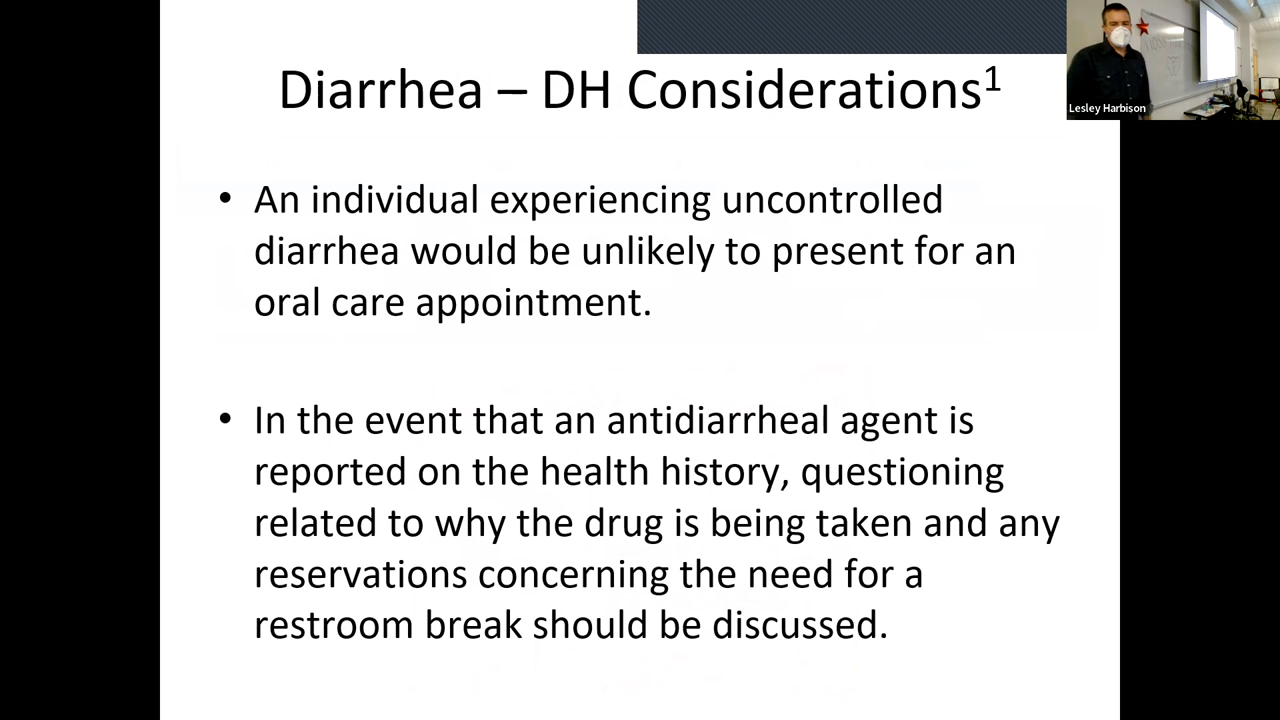 Diarrhea – DH Considerations¹
Lesley Harbison
• An individual experiencing uncontrolled
diarrhea would be unlikely to present for an
oral care appointment.
• In the event that an antidiarrheal agent is
reported on the health history, questioning
related to why the drug is being taken and any
reservations concerning the need for a
restroom break should be discussed.